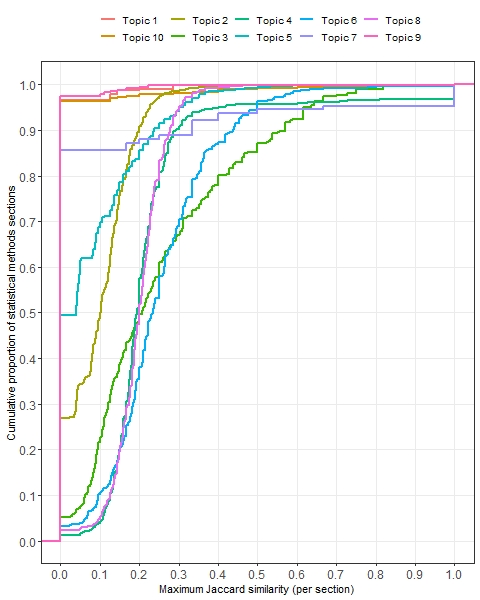 Topic 1 Topic 2 Topic 4 Topic 6 Topic 8
Topic 10 Topic 3 Topic 5 Topic 7 Topic 9
1.0
0.9
0.8
0.7
0.6
0.5
0.4
0.3
0.2
0.1
0.0
Cumulative proportion of statistical methods sections
0.0 0.1 0.2 0.3 0.4 0.5 0.6 0.7 0.8 0.9 1.0
Maximum Jaccard similarity (per section)